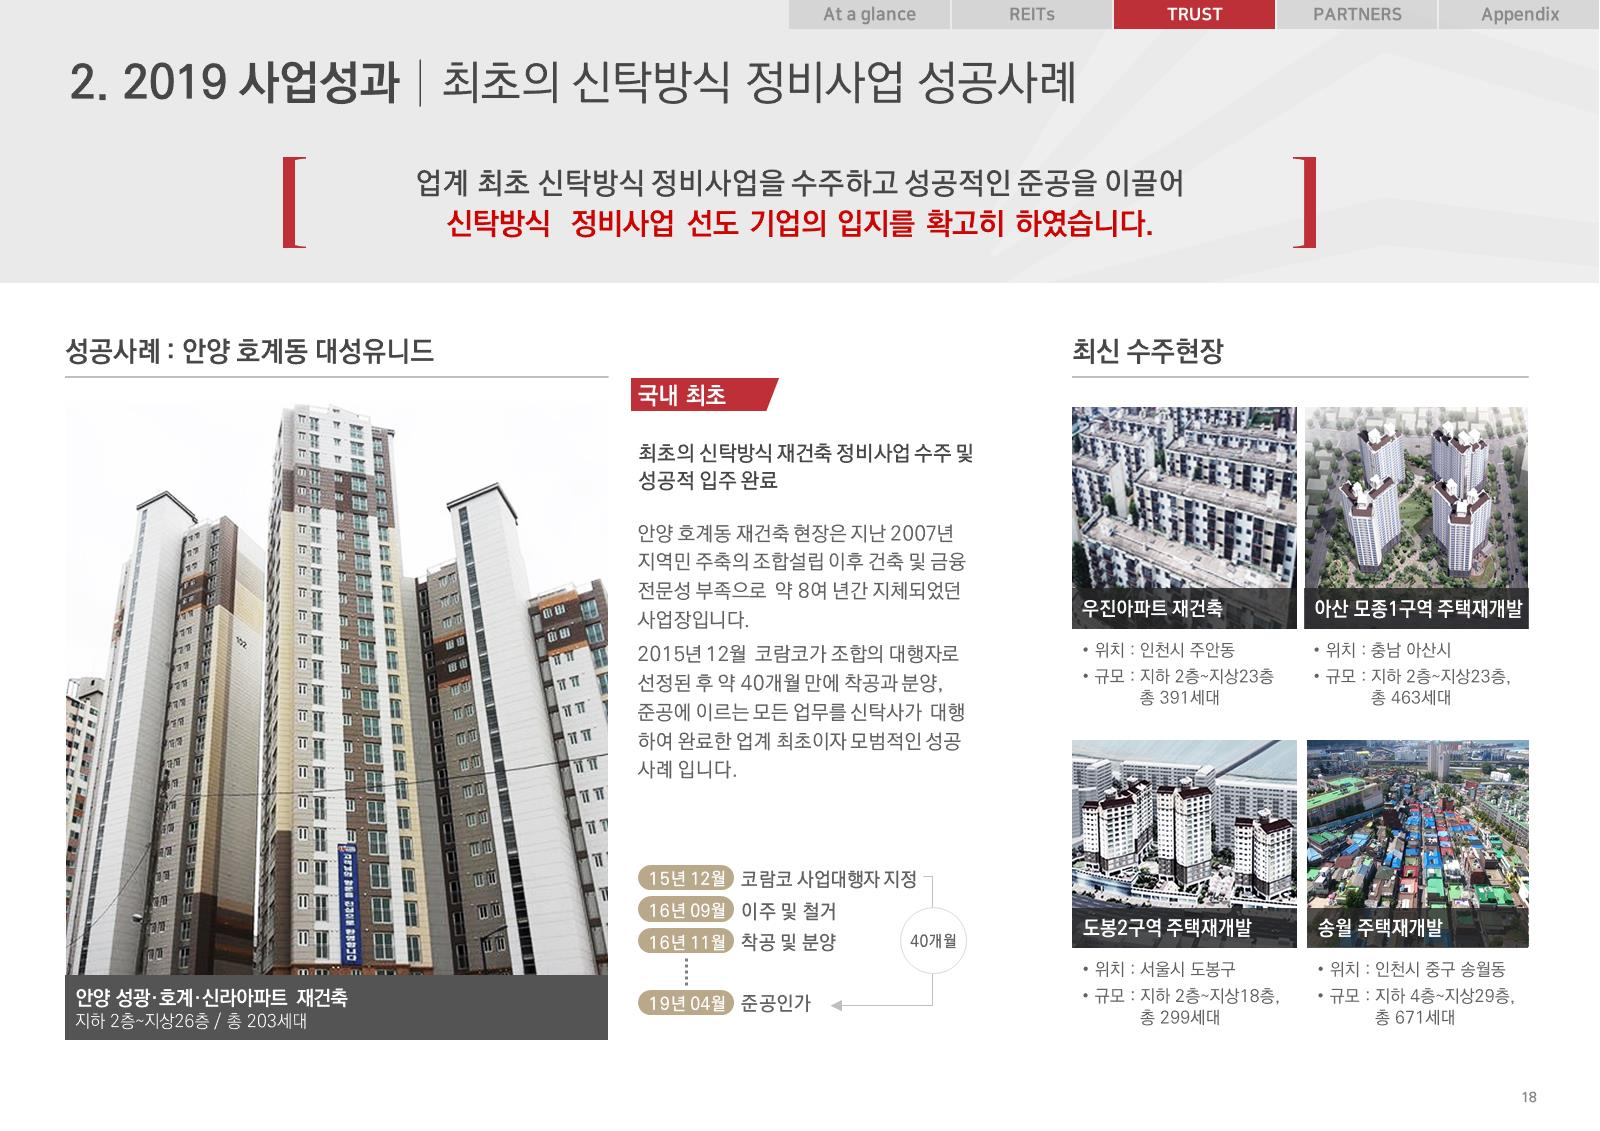 At a glance
REITs
TRUST
PARTNERS
Appendix
2. 2019 사업성과 | 최초의 신탁방식 정비사업 성공사례
업계 최초 신탁방식 정비사업을 수주하고 성공적인 준공을 이끌어
신탁방식 정비사업 선도 기업의 입지를 확고히 하였습니다.
성공사례 : 안양 호계동 대성유니드
102
고객님의 방문을 진심으로 환영합니다
안양 성광·호계·신라아파트 재건축
지하 2층~지상26층 / 총 203세대
국내 최초
최초의 신탁방식 재건축 정비사업 수주 및
성공적 입주 완료
안양 호계동 재건축 현장은 지난 2007년
지역민 주축의 조합설립 이후 건축 및 금융
전문성 부족으로 약 8여 년간 지체되었던
사업장입니다.
2015년 12월 코람코가 조합의 대행자로
선정된 후 약 40개월 만에 착공과 분양,
준공에 이르는 모든 업무를 신탁사가 대행
하여 완료한 업계 최초이자 모범적인 성공
사례 입니다.
15년 12월 코람코 사업대행자 지정
16년 09월 이주 및 철거
16년 11월 착공 및 분양
40개월
19년 04월 준공인가
최신 수주현장
우진아파트 재건축
• 위치 : 인천시 주안동
• 규모 : 지하 2층~지상23층
총 391세대
아산 모종1구역 주택재개발
• 위치 : 충남 아산시
• 규모 : 지하 2층~지상23층,
총 463세대
도봉2구역 주택재개발
• 위치 : 서울시 도봉구
• 규모 : 지하 2층~지상18층,
총 299세대
송월 주택재개발
• 위치 : 인천시 중구 송월동
• 규모 : 지하 4층~지상29층,
총 671세대
18